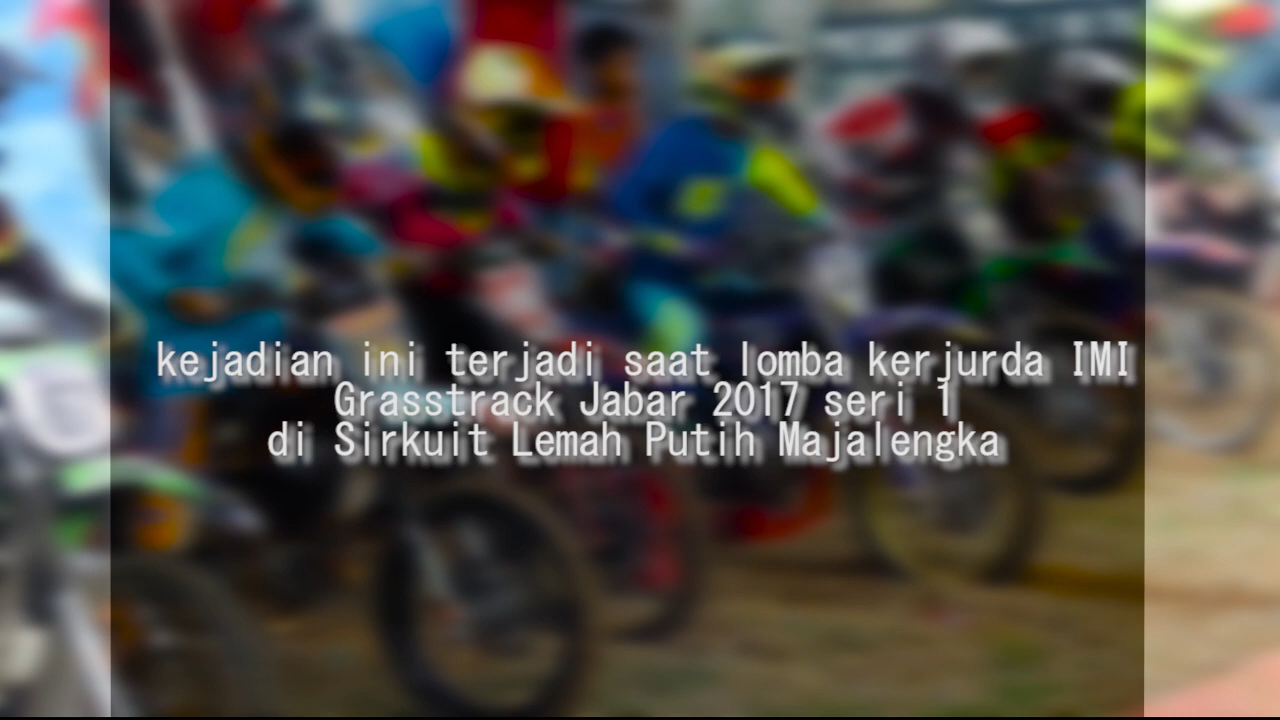 kejadian ini terjadi saat lomba kerjurda IMI
Grasstrack Jabar 2017 seri 1
di Sirkuit Lemah Putih Majalengka